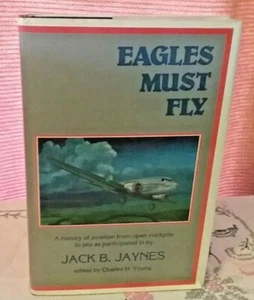 EAGLES
MUST
FLY
A history of aviation from open cockpits
to jets as participated in by
JACK B. JAYNES
edited by Charles H. Young